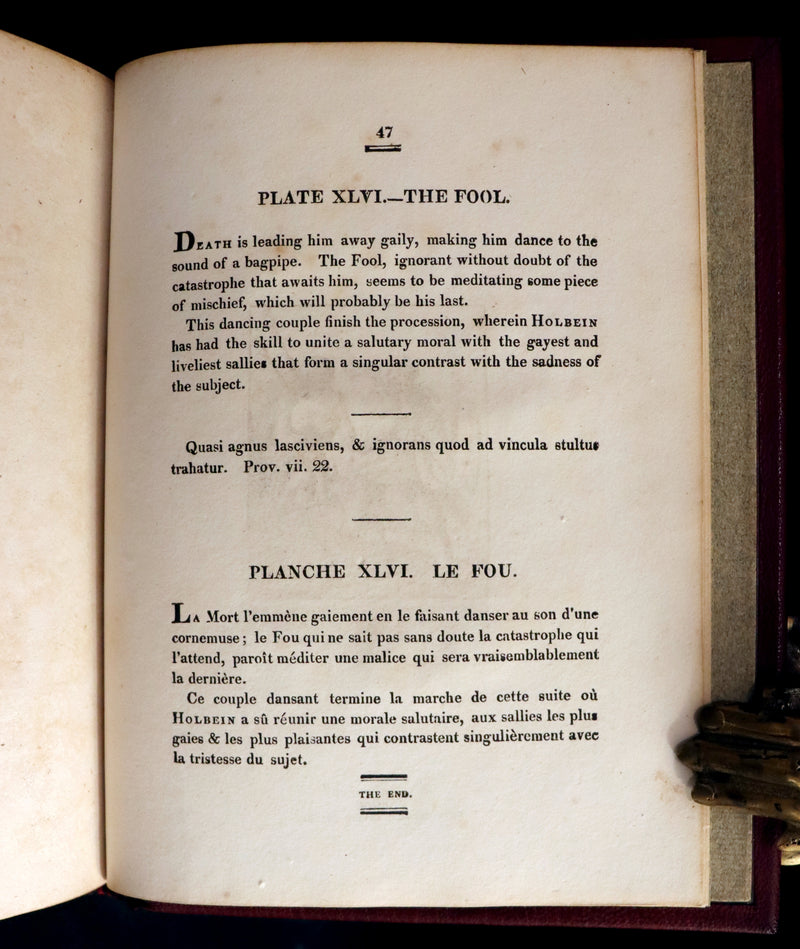 47
PLATE XLVI.—THE FOOL.
DEATH is leading him away gaily, making him dance to the
sound of a bagpipe. The Fool, ignorant without doubt of the
catastrophe that awaits him, seems to be meditating some piece
of mischief, which will probably be his last.
This dancing couple finish the procession, wherein HOLBEIN
has had the skill to unite a salutary moral with the gayest and
liveliest sallies that form a singular contrast with the sadness of
the subject.
Quasi agnus lasciviens, & ignorans quod ad vincula stultus
trahatur. Prov. vii. 22.
PLANCHE XLVI. LE FOU.
LA Mort l'emmène gaiement en le faisant danser au son d'une
cornemuse; le Fou qui ne sait pas sans doute la catastrophe qui
l'attend, paroît méditer une malice qui sera vraisemblablement
la dernière.
Ce couple dansant termine la marche de cette suite où
HOLBEIN a sû réunir une morale salutaire, aux sallies les plus
gaies & les plus plaisantes qui contrastent singulièrement avec
la tristesse du sujet.
THE END.